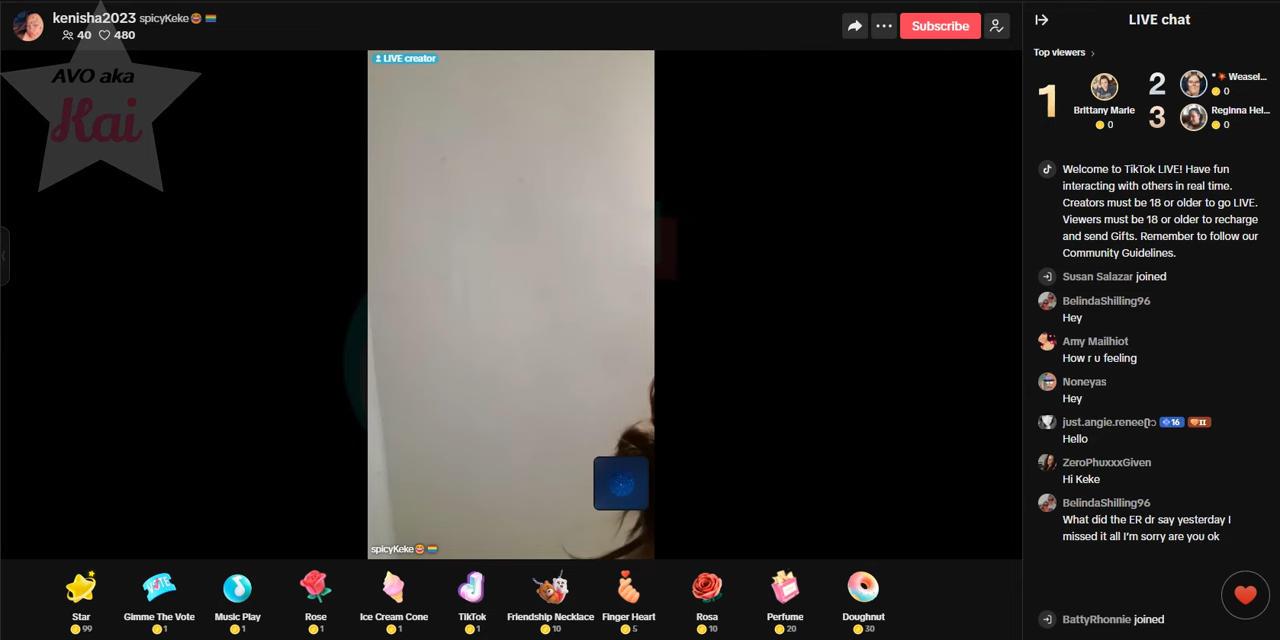 kenisha2023 spicyKeke
40 480
Subscribe
AVO aka
Kai
LIVE creator
spicyKeke
LIVE chat
Top viewers
1
Brittany Marie
0
2
Weasel...
0
3
Reginna Hel...
0
Welcome to TikTok LIVE! Have fun
interacting with others in real time.
Creators must be 18 or older to go LIVE.
Viewers must be 18 or older to recharge
and send Gifts. Remember to follow our
Community Guidelines.
Susan Salazar joined
BelindaShilling96
Hey
Amy Mailhiot
How r u feeling
Noneyas
Hey
just.angie.renee 16 II
Hello
ZeroPhuxxxGiven
Hi Keke
BelindaShilling96
What did the ER dr say yesterday I
missed it all I'm sorry are you ok
BattyRhonnie joined
Star
99
Gimme The Vote
1
Music Play
1
Rose
1
Ice Cream Cone
1
TikTok
1
Friendship Necklace
10
Finger Heart
5
Rosa
10
Perfume
20
Doughnut
30